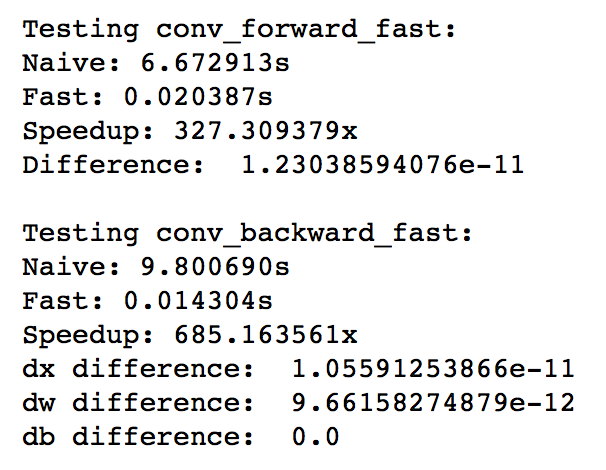 Testing conv_forward_fast:
Naive: 6.672913s
Fast: 0.020387s
Speedup: 327.309379x
Difference:  1.23038594076e-11

Testing conv_backward_fast:
Naive: 9.800690s
Fast: 0.014304s
Speedup: 685.163561x
dx difference:  1.05591253866e-11
dw difference:  9.66158274879e-12
db difference:  0.0